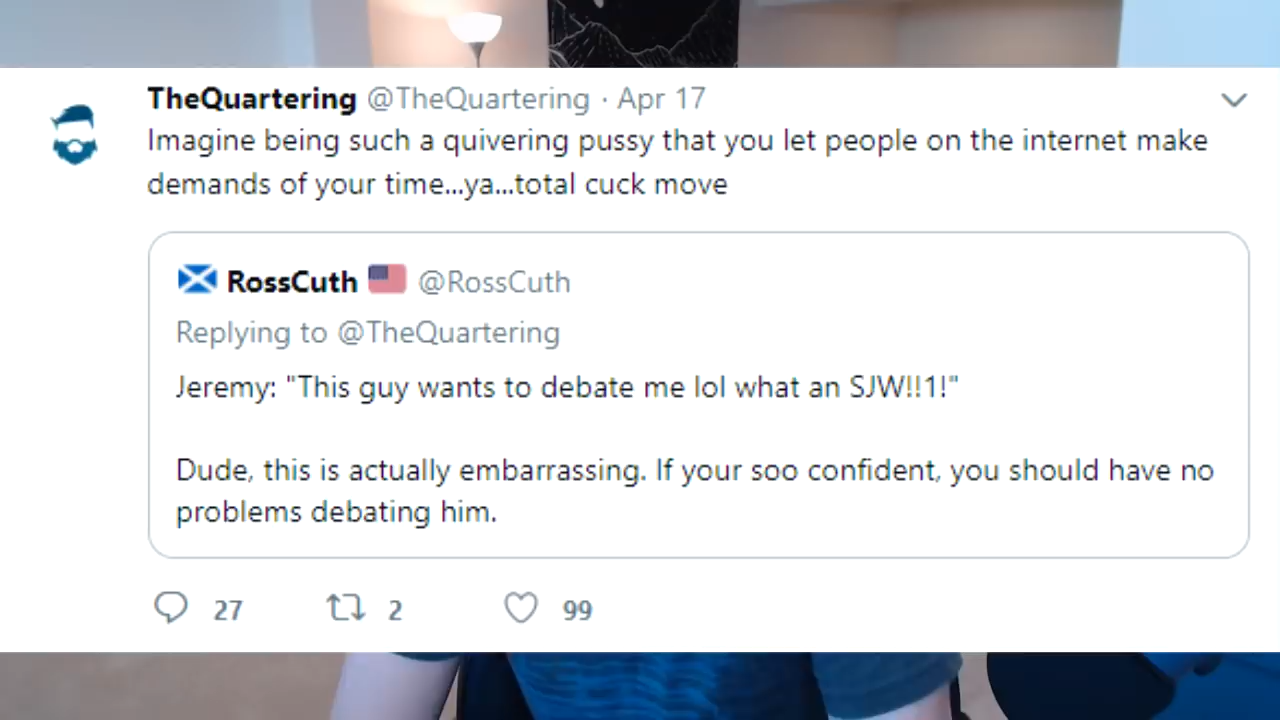 TheQuartering @TheQuartering · Apr 17
Imagine being such a quivering pussy that you let people on the internet make
demands of your time...ya...total cuck move
RossCuth @RossCuth
Replying to @TheQuartering
Jeremy: "This guy wants to debate me lol what an SJW!!1!"
Dude, this is actually embarrassing. If your soo confident, you should have no
problems debating him.
27 2 99